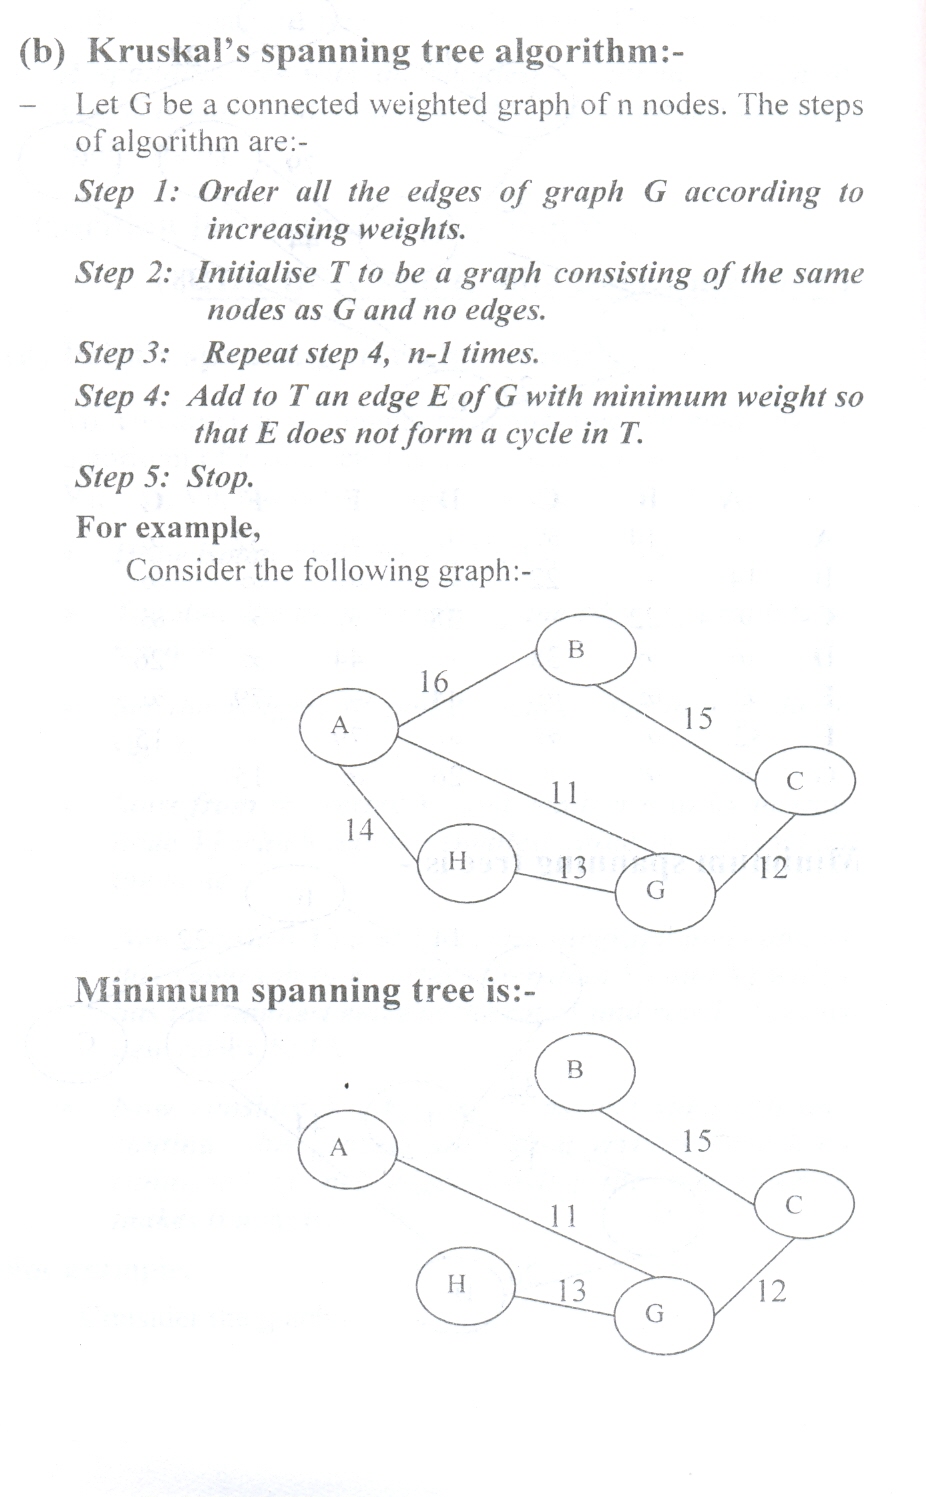 (b) Kruskal's spanning tree algorithm:-
– Let G be a connected weighted graph of n nodes. The steps
of algorithm are:-
Step 1: Order all the edges of graph G according to
increasing weights.
Step 2: Initialise T to be a graph consisting of the same
nodes as G and no edges.
Step 3: Repeat step 4, n-1 times.
Step 4: Add to T an edge E of G with minimum weight so
that E does not form a cycle in T.
Step 5: Stop.
For example,
Consider the following graph:-
B
16
15
A
C
11
14
H
13
12
G
Minimum spanning tree is:-
B
15
A
C
11
H
13
12
G